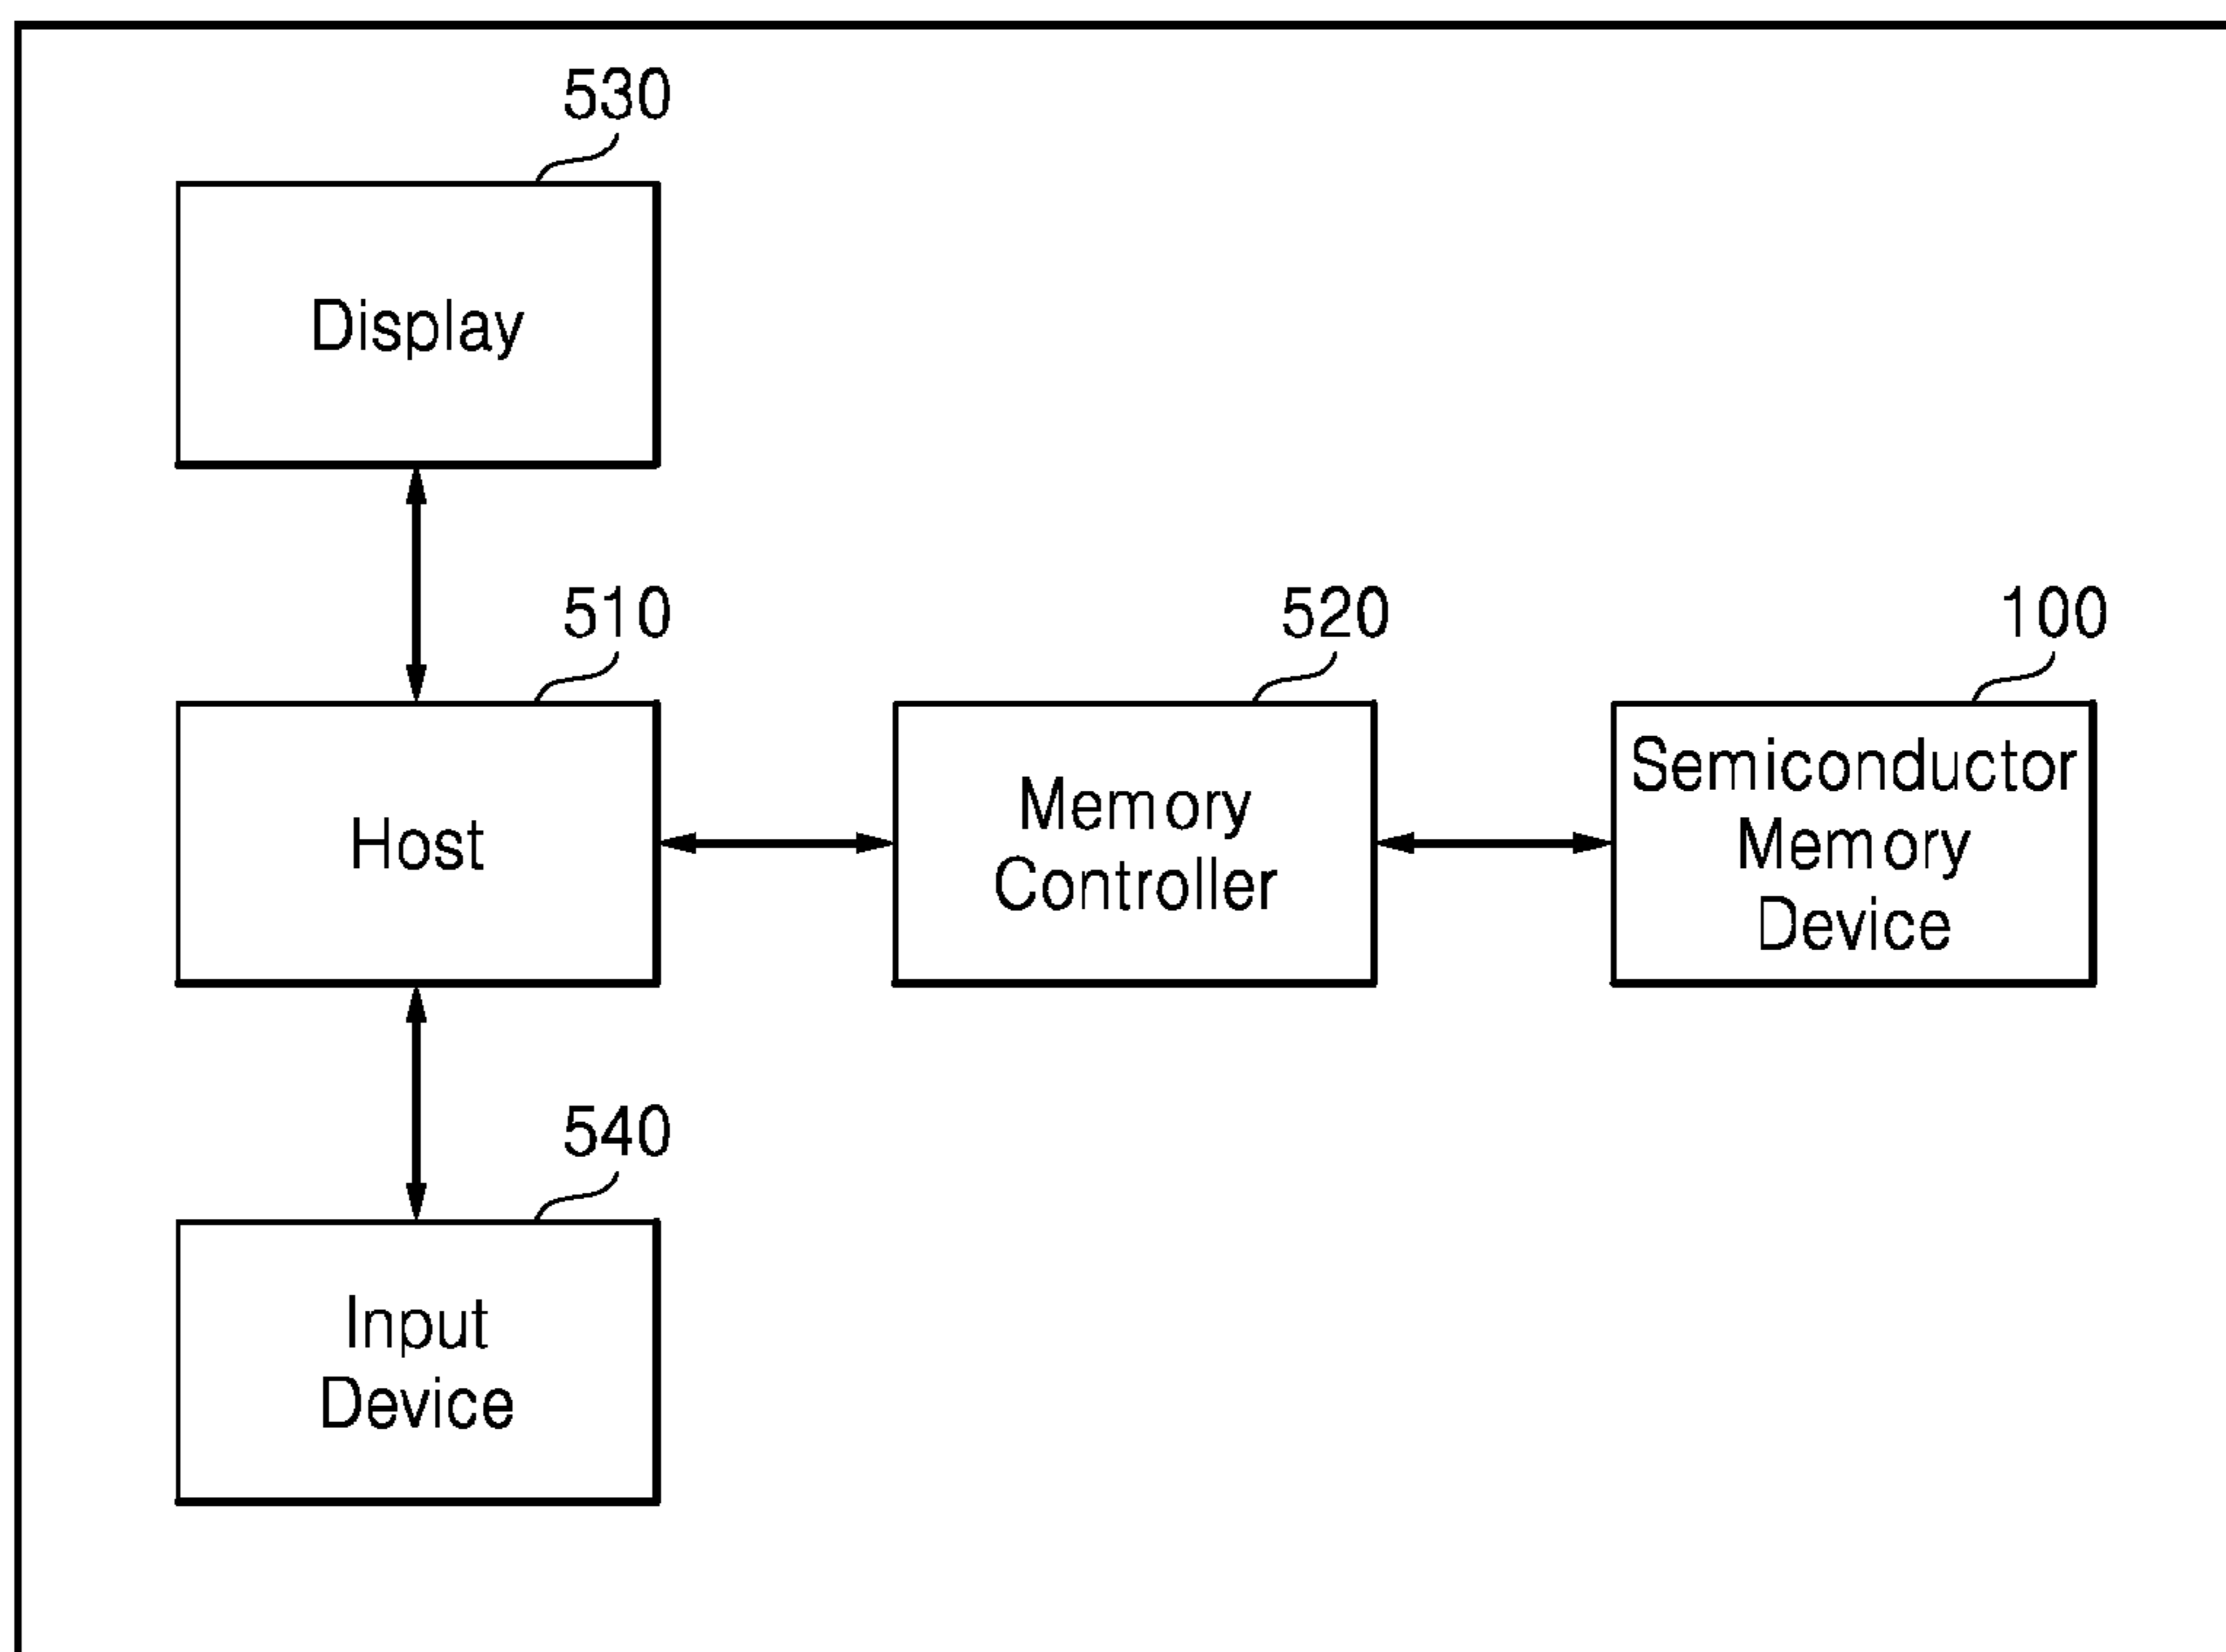 530
Display
510
Host
520
Memory
Controller
100
Semiconductor
Memory
Device
540
Input
Device